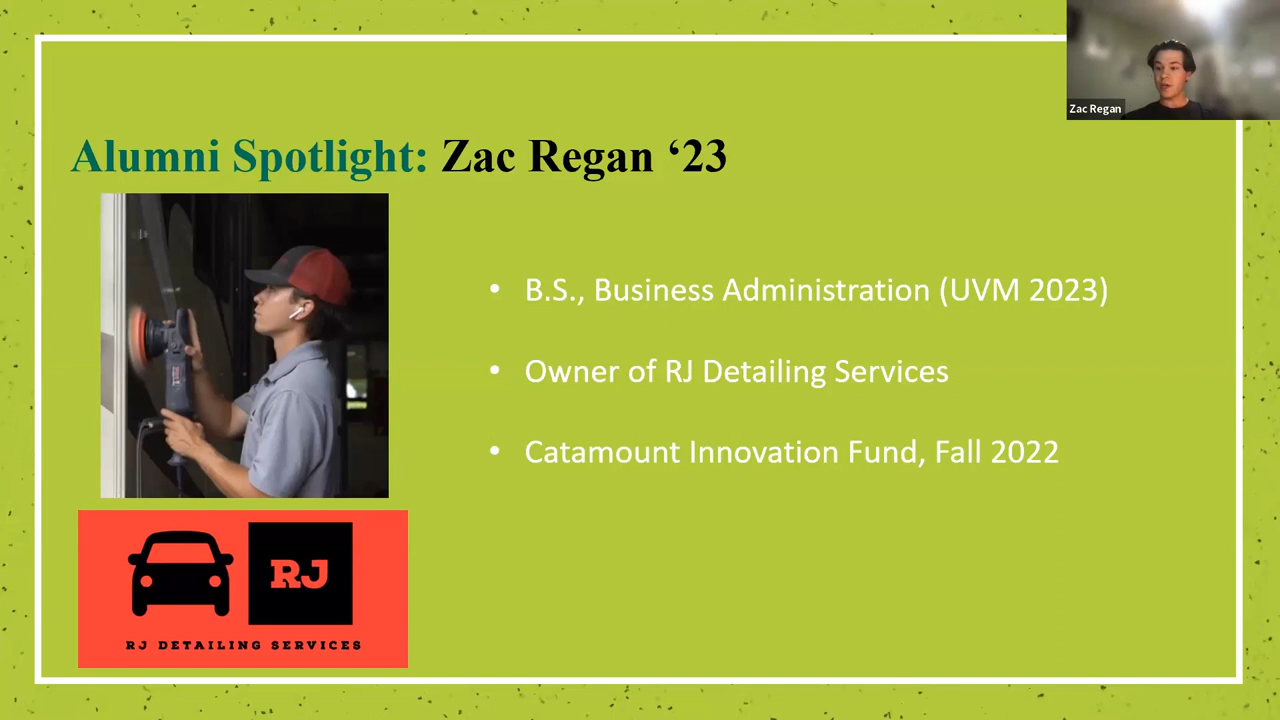 Zac Regan
Alumni Spotlight: Zac Regan ‘23
• B.S., Business Administration (UVM 2023)
• Owner of RJ Detailing Services
• Catamount Innovation Fund, Fall 2022
RJ
RJ DETAILING SERVICES